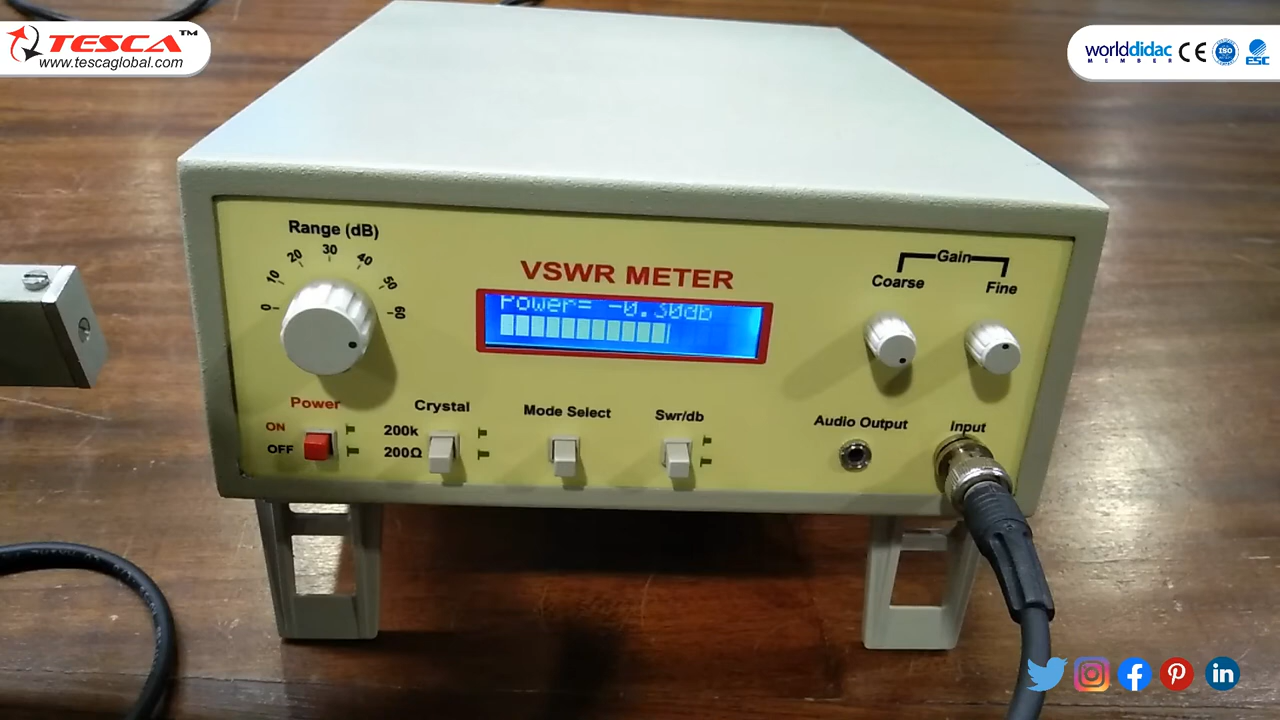 TESCA™
www.tescaglobal.com
worlddidac
MEMBER
CE
ISO
ESC
Range (dB)
0 10 20 30 40 50 60
VSWR METER
Power= -0.30db
Gain
Coarse
Fine
Power
ON
OFF
Crystal
200k
200Ω
Mode Select
Swr/db
Audio Output
Input
in